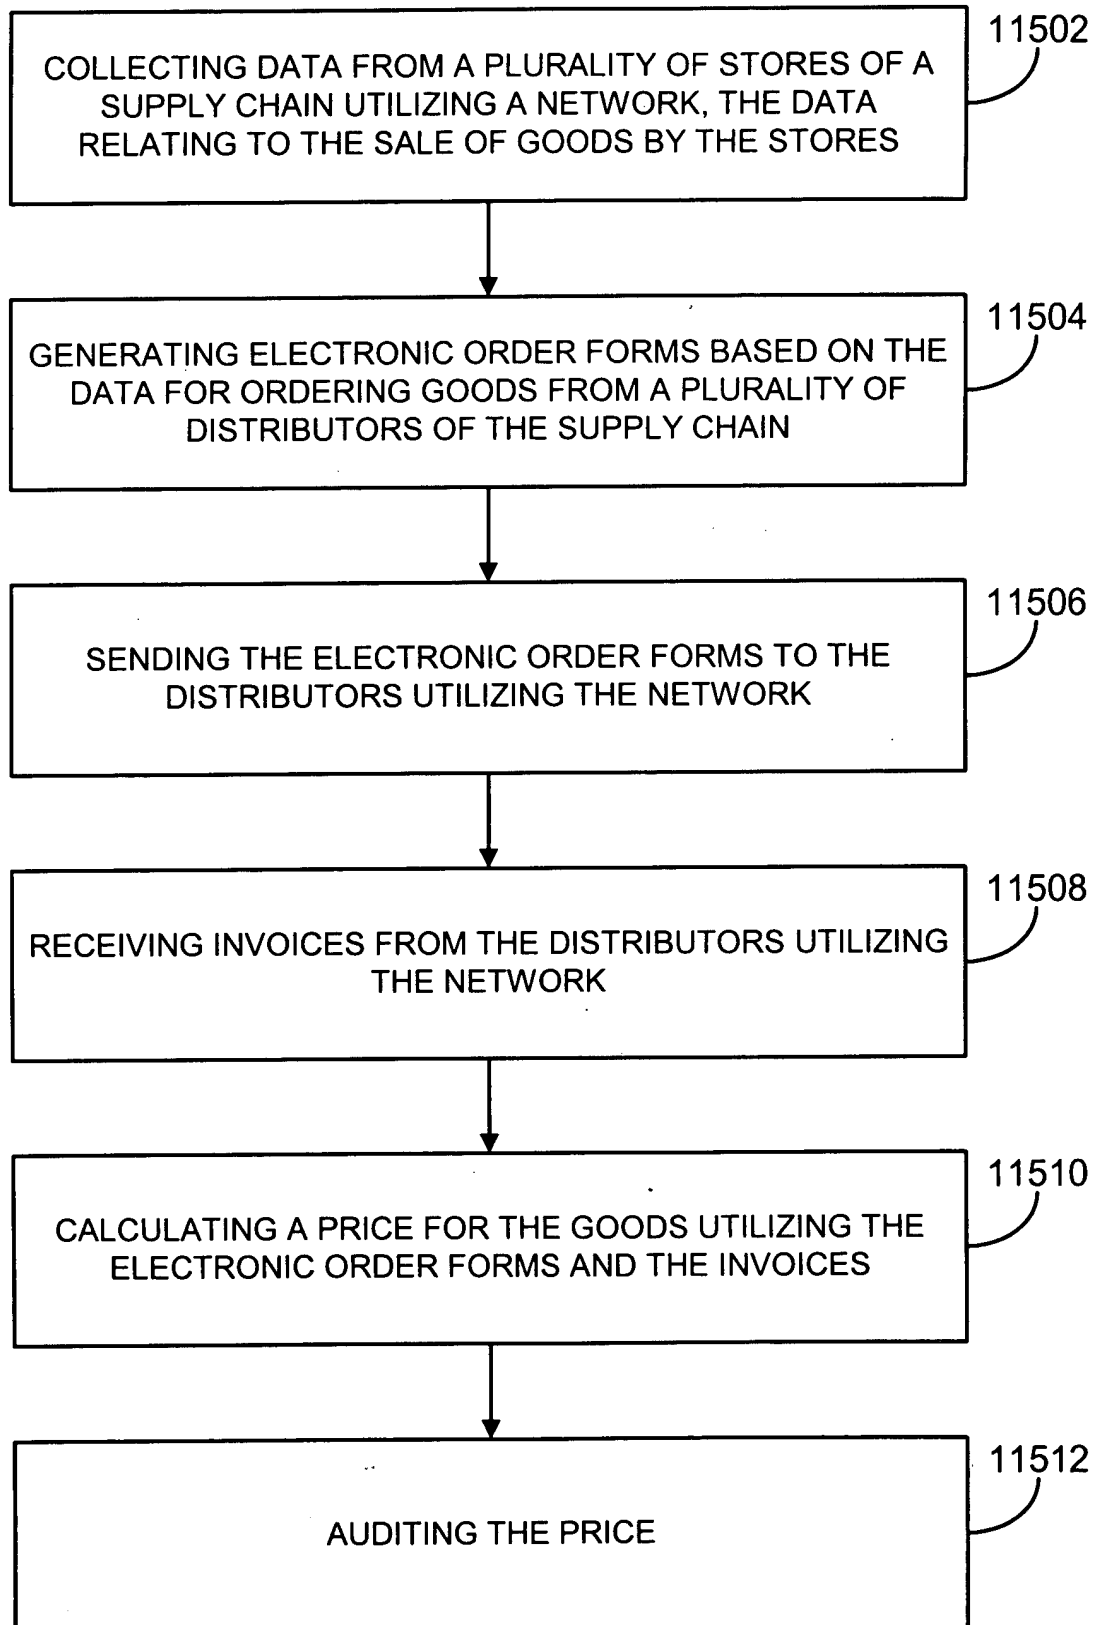 11502
COLLECTING DATA FROM A PLURALITY OF STORES OF A
SUPPLY CHAIN UTILIZING A NETWORK, THE DATA
RELATING TO THE SALE OF GOODS BY THE STORES
11504
GENERATING ELECTRONIC ORDER FORMS BASED ON THE
DATA FOR ORDERING GOODS FROM A PLURALITY OF
DISTRIBUTORS OF THE SUPPLY CHAIN
11506
SENDING THE ELECTRONIC ORDER FORMS TO THE
DISTRIBUTORS UTILIZING THE NETWORK
11508
RECEIVING INVOICES FROM THE DISTRIBUTORS UTILIZING
THE NETWORK
11510
CALCULATING A PRICE FOR THE GOODS UTILIZING THE
ELECTRONIC ORDER FORMS AND THE INVOICES
11512
AUDITING THE PRICE